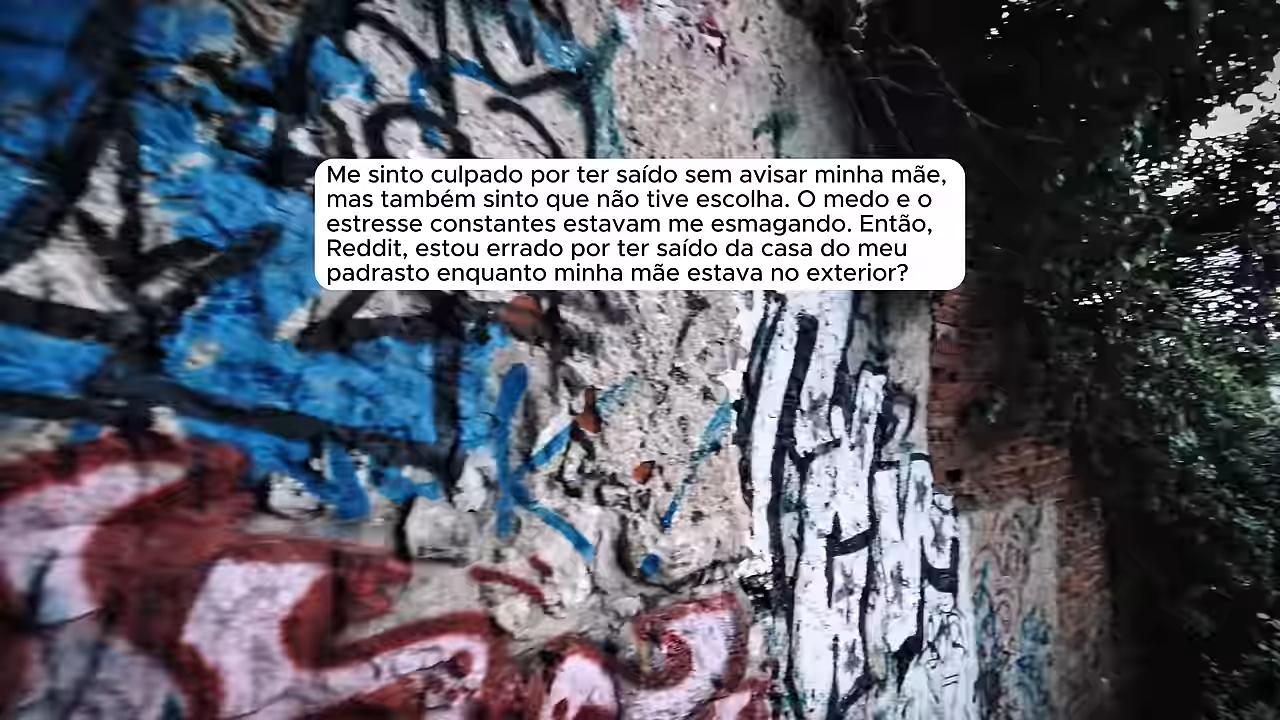 Me sinto culpado por ter saído sem avisar minha mãe,
mas também sinto que não tive escolha. O medo e o
estresse constantes estavam me esmagando. Então,
Reddit, estou errado por ter saído da casa do meu
padrasto enquanto minha mãe estava no exterior?